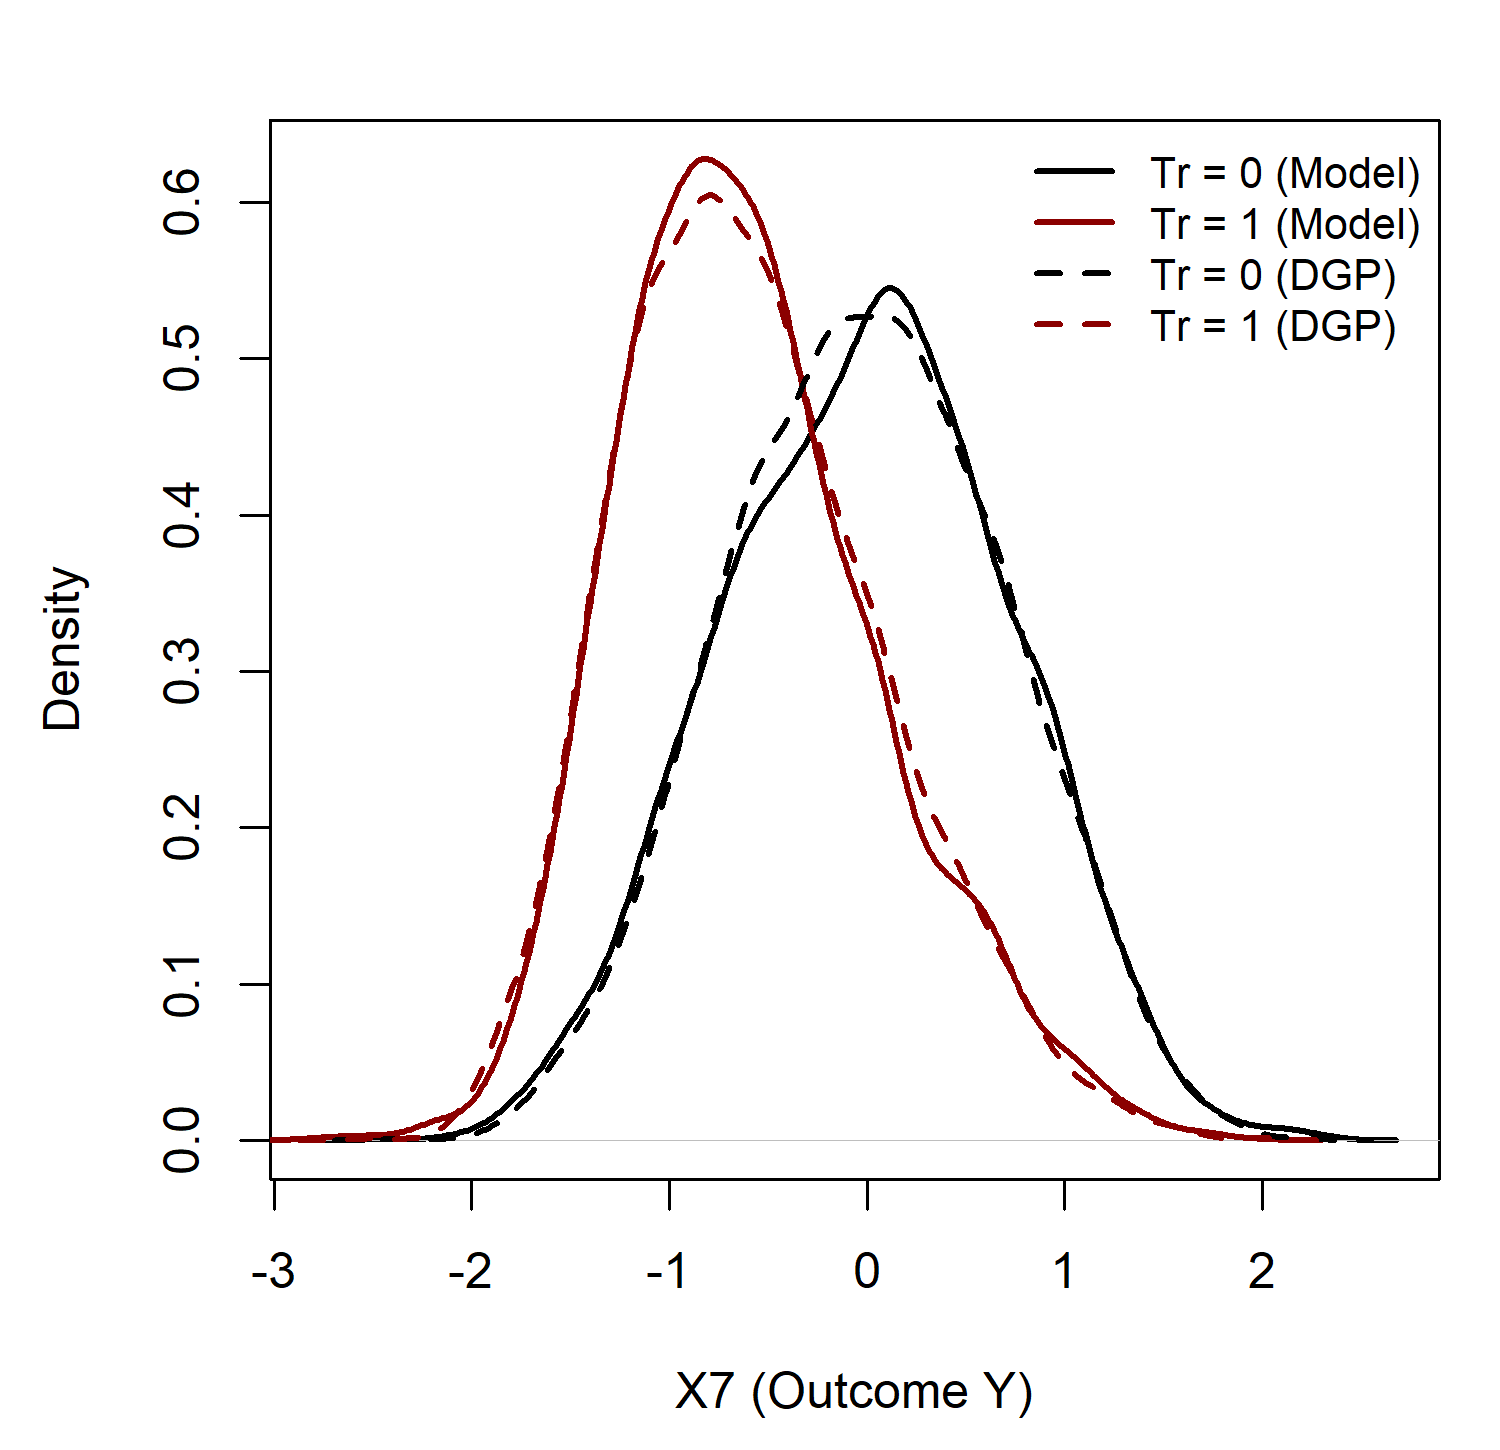 Tr = 0 (Model)
Tr = 1 (Model)
Tr = 0 (DGP)
Tr = 1 (DGP)
0.6
0.5
0.4
0.3
0.2
0.1
0.0
Density
-3 -2 -1 0 1 2
X7 (Outcome Y)